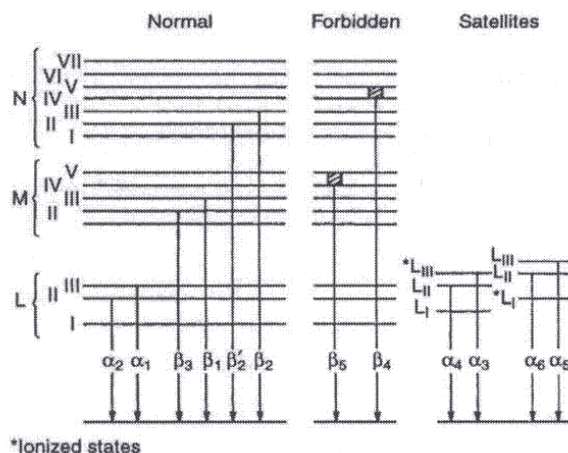 Normal Forbidden Satellites
N
VII
VI
V
IV
III
II
I
M
V
IV
III
II
L
III
II
I
*LIII
LII
LI
LIII
LII
*LI
α2 α1 β3 β1 β2′ β2 β5 β4 α4 α3 α6 α5
*Ionized states